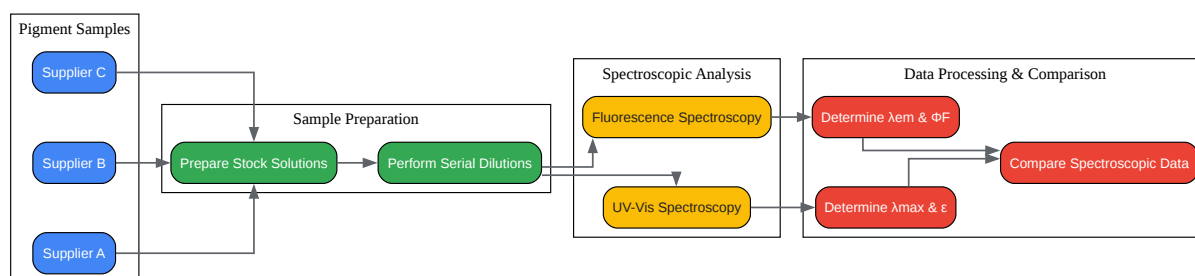 Pigment Samples
Supplier C
Supplier B
Supplier A
Sample Preparation
Prepare Stock Solutions
Perform Serial Dilutions
Spectroscopic Analysis
Fluorescence Spectroscopy
UV-Vis Spectroscopy
Data Processing & Comparison
Determine λem & ΦF
Determine λmax & ε
Compare Spectroscopic Data